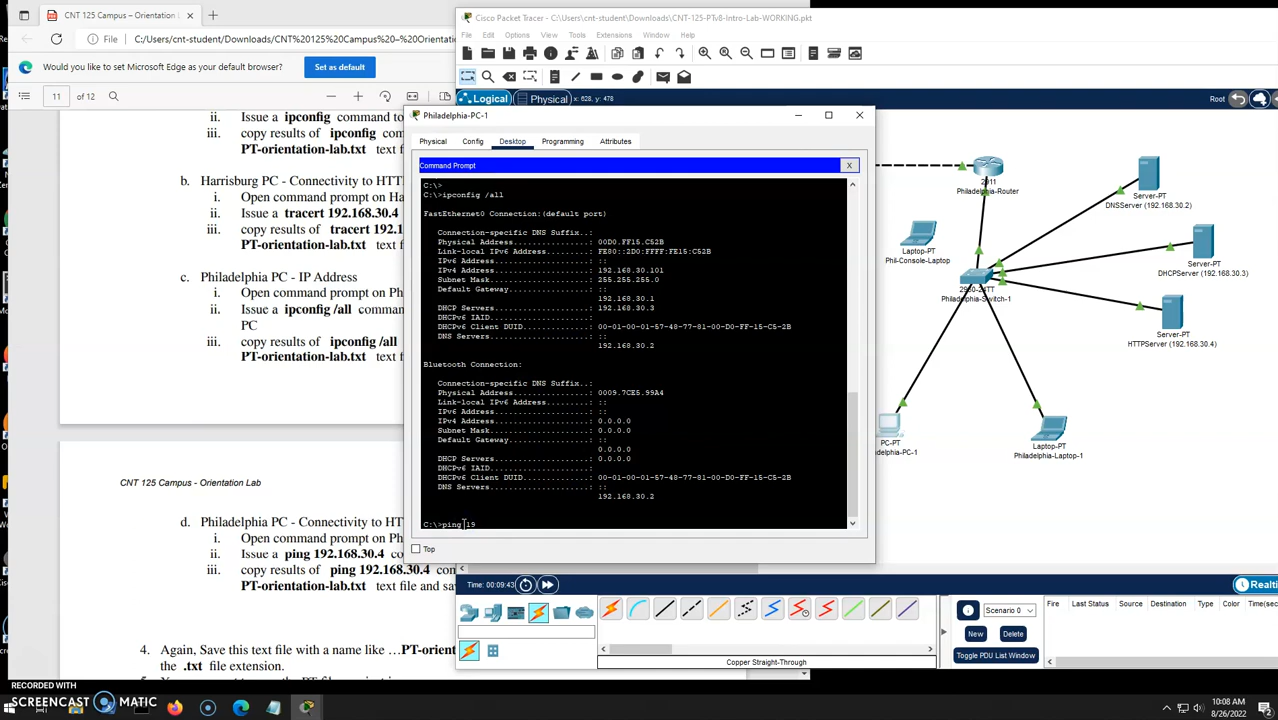 CNT 125 Campus – Orientation L
Cisco Packet Tracer - C:\Users\cnt-student\Downloads\CNT-125-PTv8-Intro-Lab-WORKING.pkt
File
C:/Users/cnt-student/Downloads/CNT%20125%20Campus%20–%20Orientation
File Edit Options View Tools Extensions Window Help
Would you like to set Microsoft Edge as your default browser?
Set as default
11 of 12
Logical Physical x: 628, y: 478
Root
ii. Issue a ipconfig command to
iii. copy results of ipconfig com
PT-orientation-lab.txt text f
b. Harrisburg PC - Connectivity to HTT
i. Open command prompt on Ha
ii. Issue a tracert 192.168.30.4
iii. copy results of tracert 192.1
PT-orientation-lab.txt text f
c. Philadelphia PC - IP Address
i. Open command prompt on Ph
ii. Issue a ipconfig /all comman
PC
iii. copy results of ipconfig /all
PT-orientation-lab.txt text f
CNT 125 Campus - Orientation Lab
d. Philadelphia PC - Connectivity to HT
i. Open command prompt on Ph
ii. Issue a ping 192.168.30.4 co
iii. copy results of ping 192.168.30.4 com
PT-orientation-lab.txt text file and save
4. Again, Save this text file with a name like …PT-orient
the .txt file extension.
Philadelphia-PC-1
Physical Config Desktop Programming Attributes
Command Prompt
X
C:\>
C:\>ipconfig /all
FastEthernet0 Connection:(default port)
Connection-specific DNS Suffix..:
Physical Address................: 00D0.FF15.C52B
Link-local IPv6 Address.........: FE80::2D0:FFFF:FE15:C52B
IPv6 Address....................: ::
IPv4 Address....................: 192.168.30.101
Subnet Mask.....................: 255.255.255.0
Default Gateway.................: ::
192.168.30.1
DHCP Servers....................: 192.168.30.3
DHCPv6 IAID.....................:
DHCPv6 Client DUID..............: 00-01-00-01-57-48-77-81-00-D0-FF-15-C5-2B
DNS Servers.....................: ::
192.168.30.2
Bluetooth Connection:
Connection-specific DNS Suffix..:
Physical Address................: 0009.7CE5.99A4
Link-local IPv6 Address.........: ::
IPv6 Address....................: ::
IPv4 Address....................: 0.0.0.0
Subnet Mask.....................: 0.0.0.0
Default Gateway.................: ::
0.0.0.0
DHCP Servers....................: 0.0.0.0
DHCPv6 IAID.....................:
DHCPv6 Client DUID..............: 00-01-00-01-57-48-77-81-00-D0-FF-15-C5-2B
DNS Servers.....................: ::
192.168.30.2
C:\>ping 19
Top
2911
Philadelphia-Router
Server-PT
DNSServer (192.168.30.2)
Laptop-PT
Phil-Console-Laptop
Server-PT
DHCPServer (192.168.30.3)
2960-24TT
Philadelphia-Switch-1
Server-PT
HTTPServer (192.168.30.4)
PC-PT
adelphia-PC-1
Laptop-PT
Philadelphia-Laptop-1
Time: 00:09:43
Realti
Scenario 0
New Delete
Toggle PDU List Window
Fire Last Status Source Destination Type Color Time(sec
Copper Straight-Through
RECORDED WITH
SCREENCAST MATIC
10:08 AM
8/26/2022
2